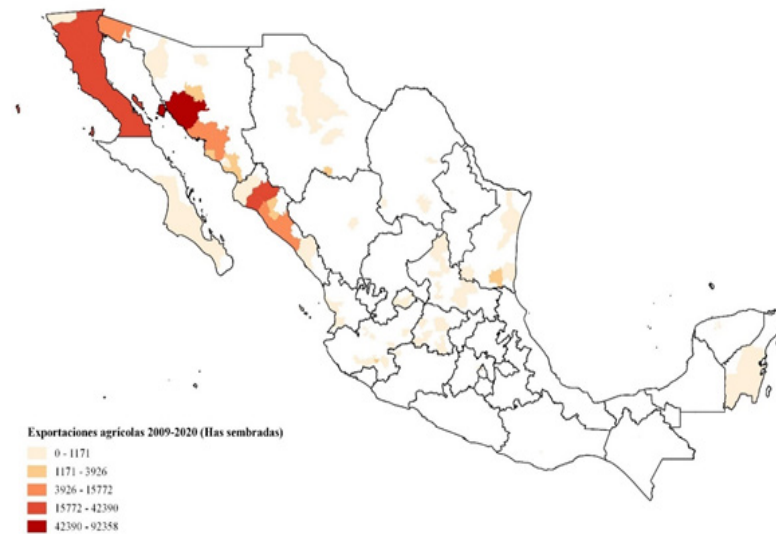 Exportaciones agrícolas 2009-2020 (Has sembradas)
0 - 1171
1171 - 3926
3926 - 15772
15772 - 42390
42390 - 92358